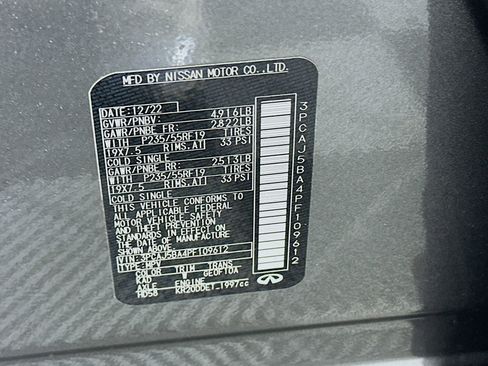 MFD BY NISSAN MOTOR CO.,LTD.
DATE: 12/22
GVWR/PNBV: 4916LB
GAWR/PNBE FR: 2822LB
WITH P235/55RF19 TIRES
19X7.5 RIMS.AT 33 PSI
COLD SINGLE
GAWR/PNBE RR: 2513LB
WITH P235/55RF19 TIRES
19X7.5 RIMS.AT 33 PSI
COLD SINGLE
THIS VEHICLE CONFORMS TO
ALL APPLICABLE FEDERAL
MOTOR VEHICLE SAFETY
AND THEFT PREVENTION
STANDARDS IN EFFECT ON
THE DATE OF MANUFACTURE
SHOWN ABOVE
VIN: 3PCAJ5BA4PF109612
TYPE: MPV
COLOR TRIM TRANS
KAD Y GE0F10A
AXLE ENGINE
HD58 KR20DDET 1997cc
INFINITI
3PCAJ5BA4PF109612